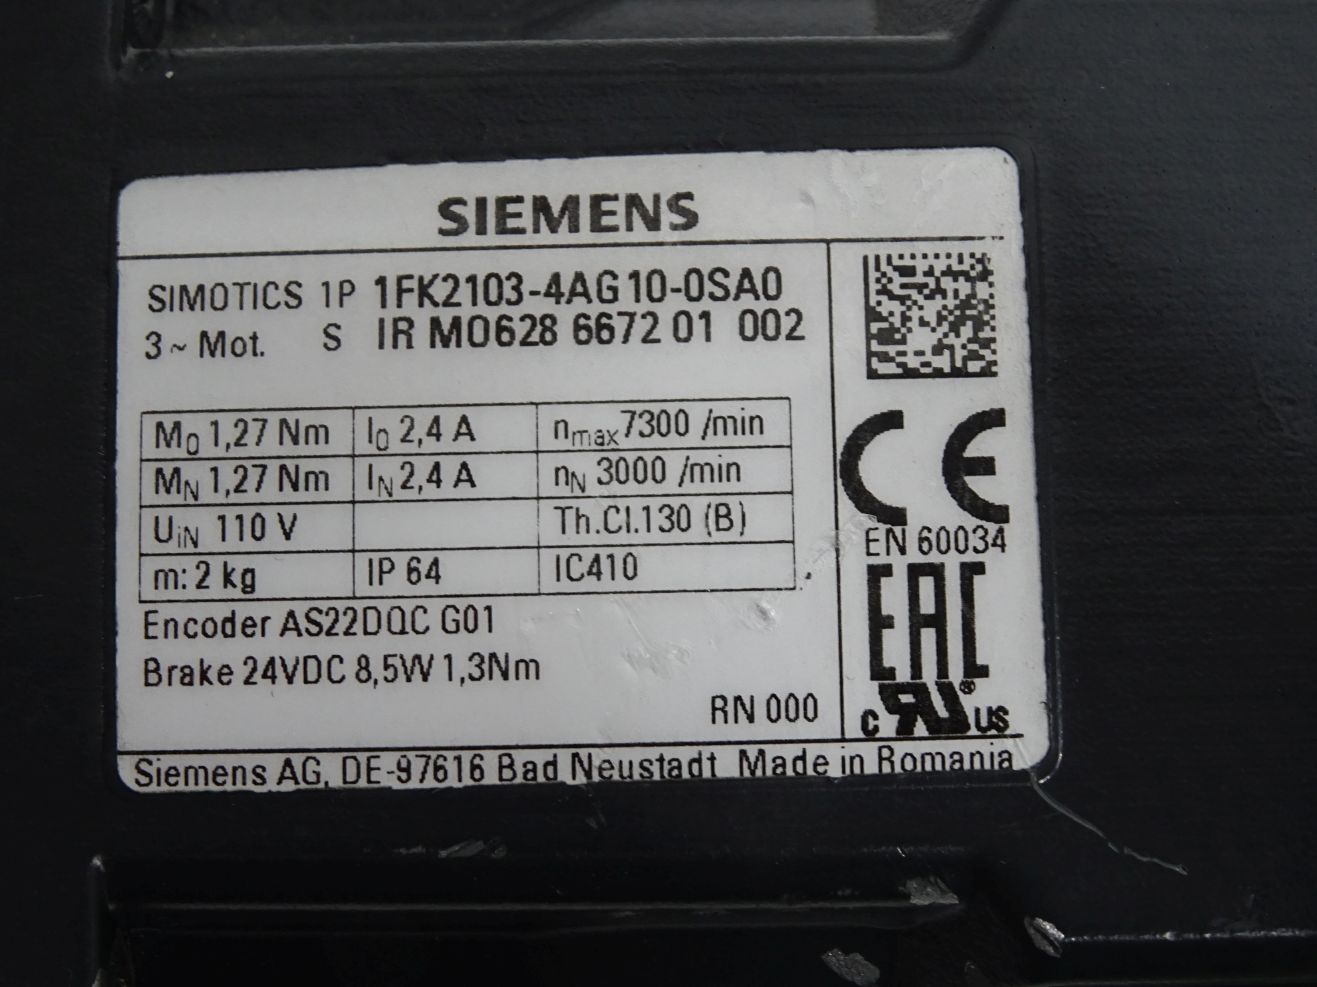 SIEMENS
SIMOTICS 1P 1FK2103-4AG10-0SA0
3 ~ Mot. S IR M0628 6672 01 002
M0 1,27 Nm I0 2,4 A nmax 7300 /min
MN 1,27 Nm IN 2,4 A nN 3000 /min
UiN 110 V Th.Cl.130 (B)
m: 2 kg IP 64 IC410
Encoder AS22DQC G01
Brake 24VDC 8,5W 1,3Nm
RN 000
CE
EN 60034
EAC
c RU ® US
Siemens AG, DE-97616 Bad Neustadt Made in Romania